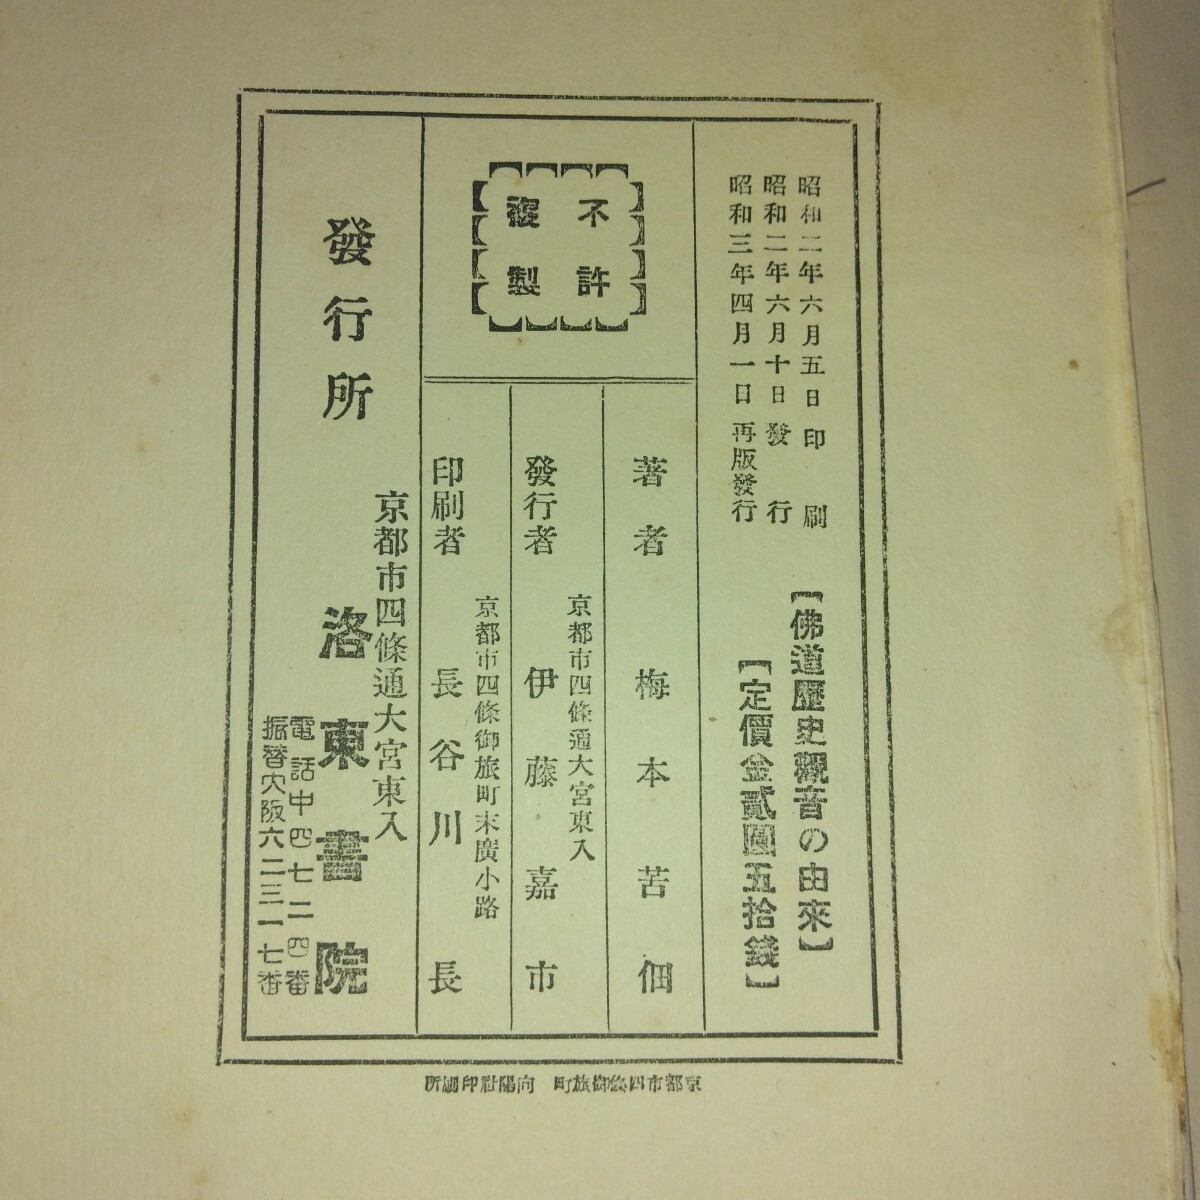 昭和二年六月五日印刷
昭和二年六月十日發行
昭和三年四月一日再版發行
【佛道歷史觀音の由來】
【定價金貳圓五拾錢】
不許
複製
著者 梅本苦佃
京都市四條通大宮東入
發行者 伊藤嘉市
京都市四條御旅町末廣小路
印刷者 長谷川長
京都市四條通大宮東入
發行所 洛東書院
電話中四七二四番
振替大阪六二三一七番
京都市四條御旅町 向陽社印刷所